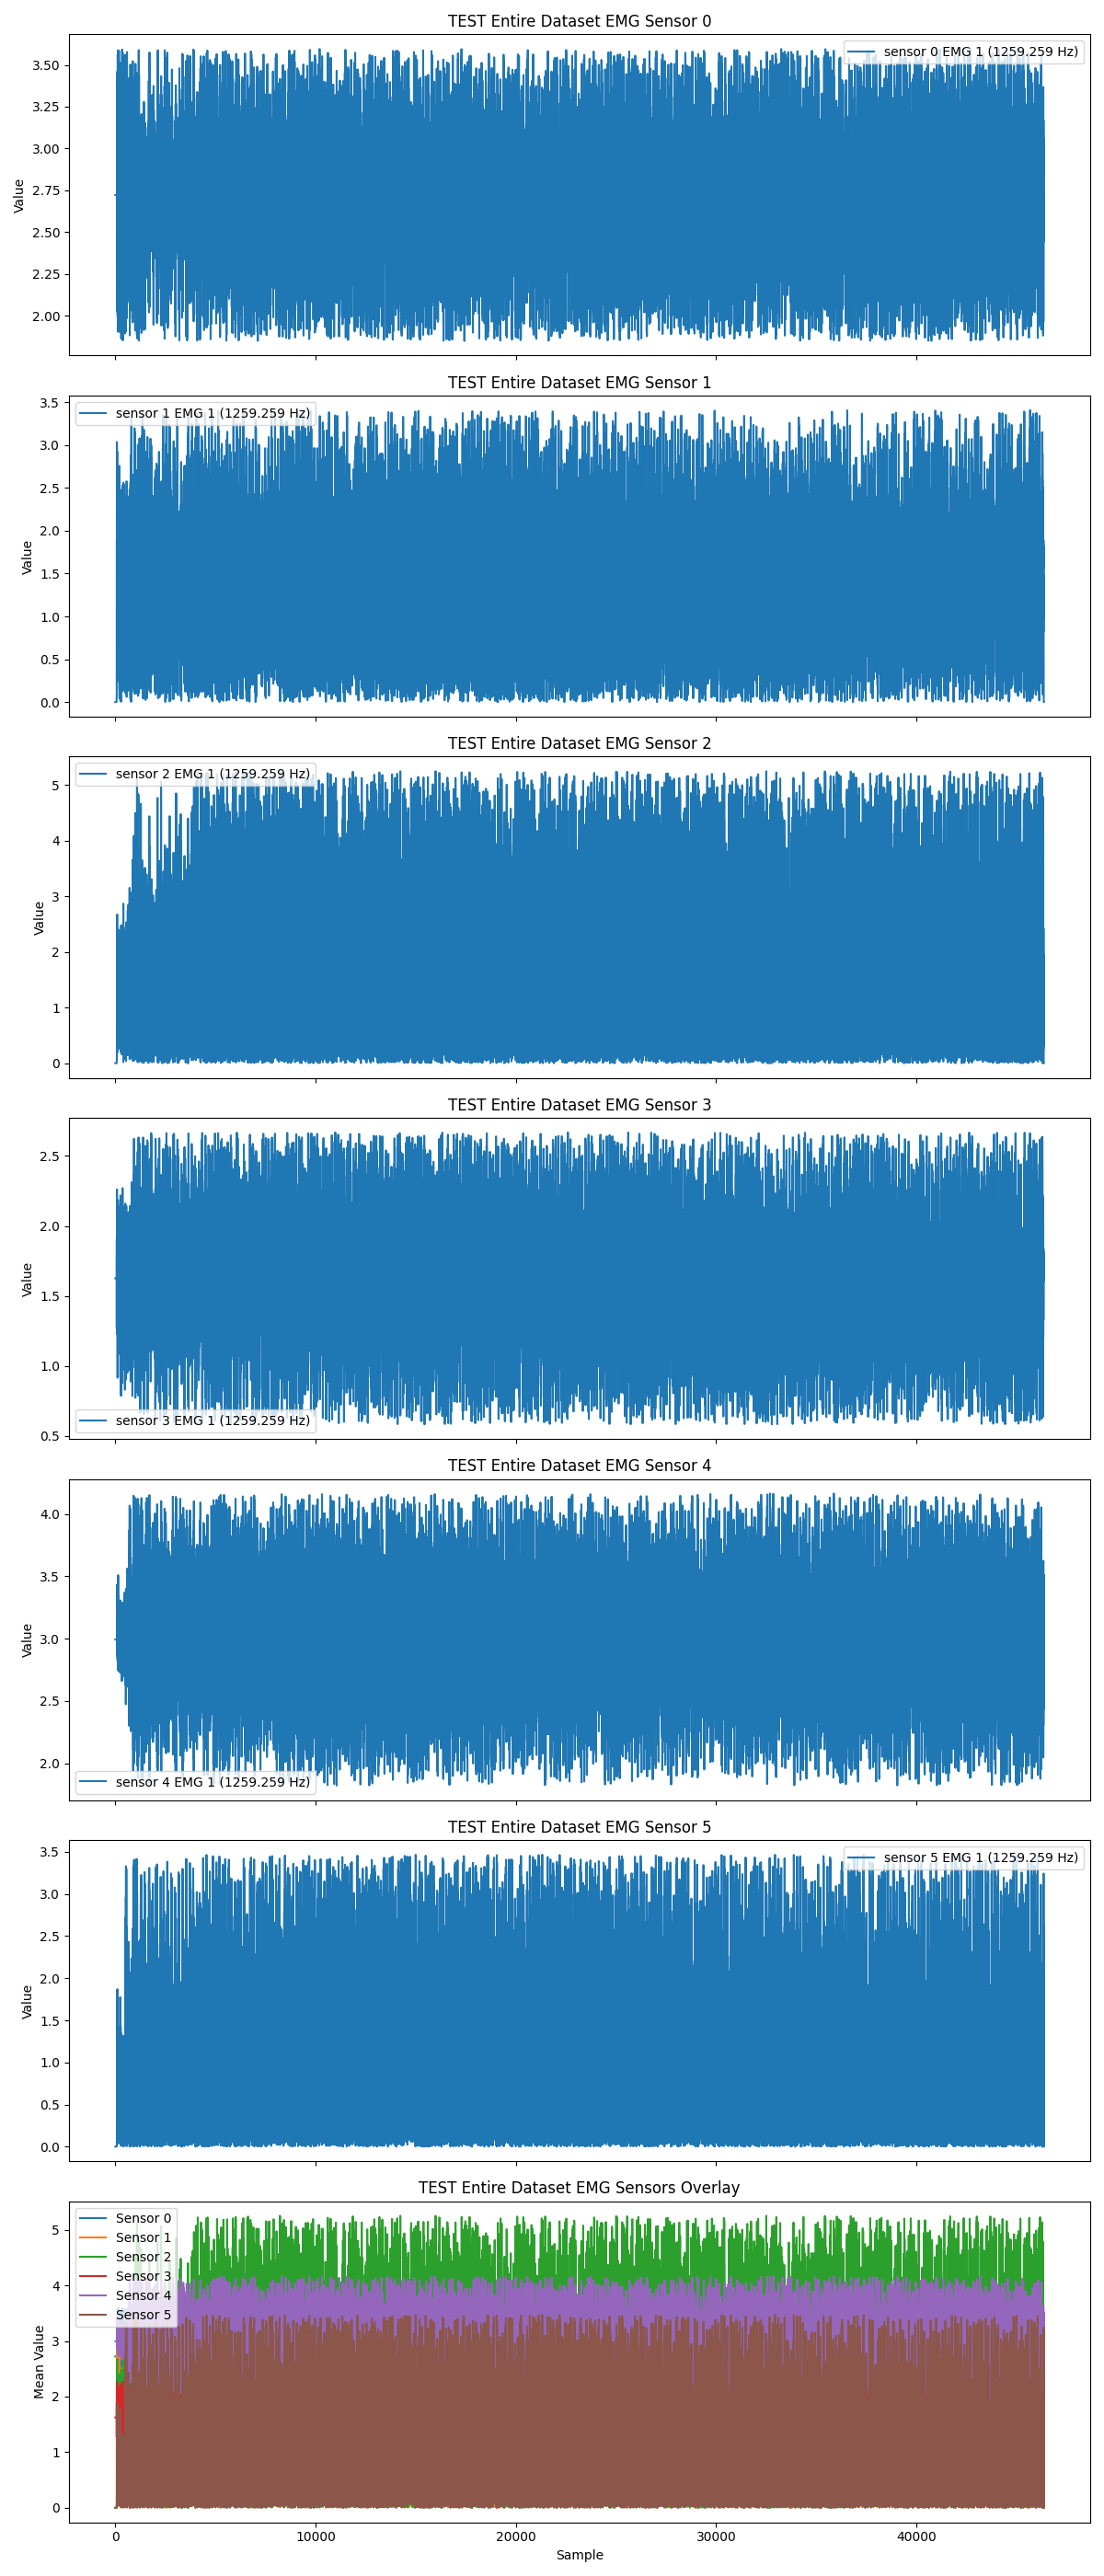 TEST Entire Dataset EMG Sensor 0
sensor 0 EMG 1 (1259.259 Hz)
3.50
3.25
3.00
2.75
2.50
2.25
2.00
Value
TEST Entire Dataset EMG Sensor 1
sensor 1 EMG 1 (1259.259 Hz)
3.5
3.0
2.5
2.0
1.5
1.0
0.5
0.0
Value
TEST Entire Dataset EMG Sensor 2
sensor 2 EMG 1 (1259.259 Hz)
5
4
3
2
1
0
Value
TEST Entire Dataset EMG Sensor 3
2.5
2.0
1.5
1.0
0.5
Value
sensor 3 EMG 1 (1259.259 Hz)
TEST Entire Dataset EMG Sensor 4
4.0
3.5
3.0
2.5
2.0
Value
sensor 4 EMG 1 (1259.259 Hz)
TEST Entire Dataset EMG Sensor 5
sensor 5 EMG 1 (1259.259 Hz)
3.5
3.0
2.5
2.0
1.5
1.0
0.5
0.0
Value
TEST Entire Dataset EMG Sensors Overlay
Sensor 0
Sensor 1
Sensor 2
Sensor 3
Sensor 4
Sensor 5
5
4
3
2
1
0
Mean Value
0 10000 20000 30000 40000
Sample